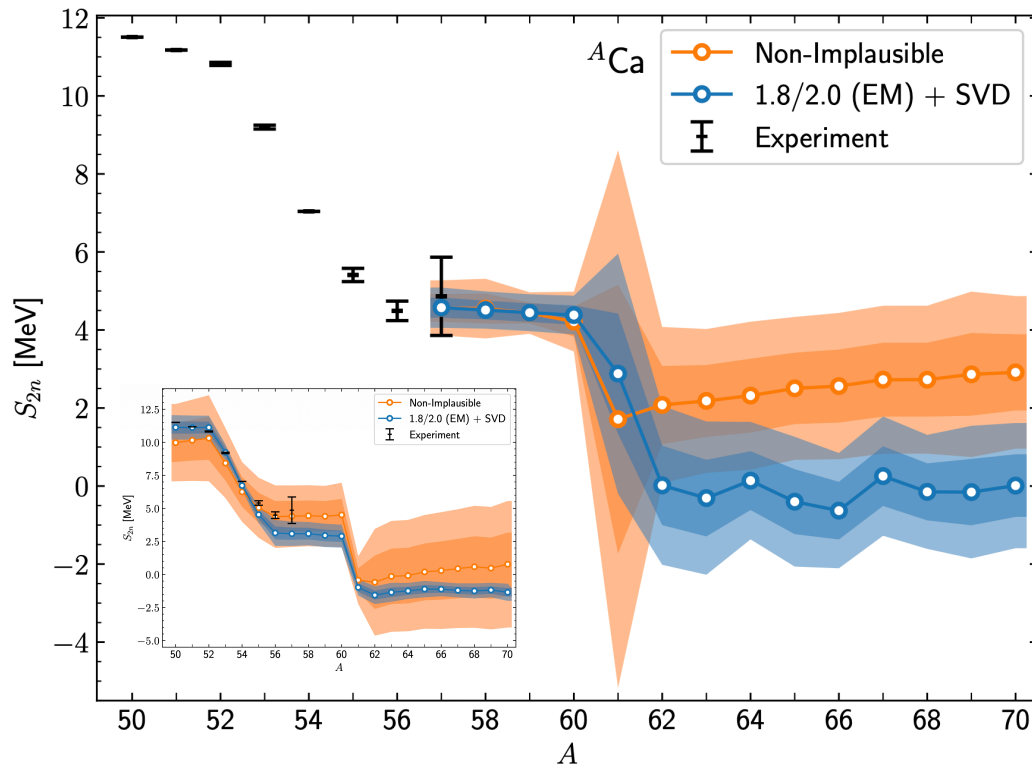 12
10
8
6
4
2
0
−2
−4
S2n [MeV]
ACa
Non-Implausible
1.8/2.0 (EM) + SVD
Experiment
12.5
10.0
7.5
5.0
2.5
0.0
−2.5
−5.0
S2n [MeV]
Non-Implausible
1.8/2.0 (EM) + SVD
Experiment
50 52 54 56 58 60 62 64 66 68 70
A
50 52 54 56 58 60 62 64 66 68 70
A